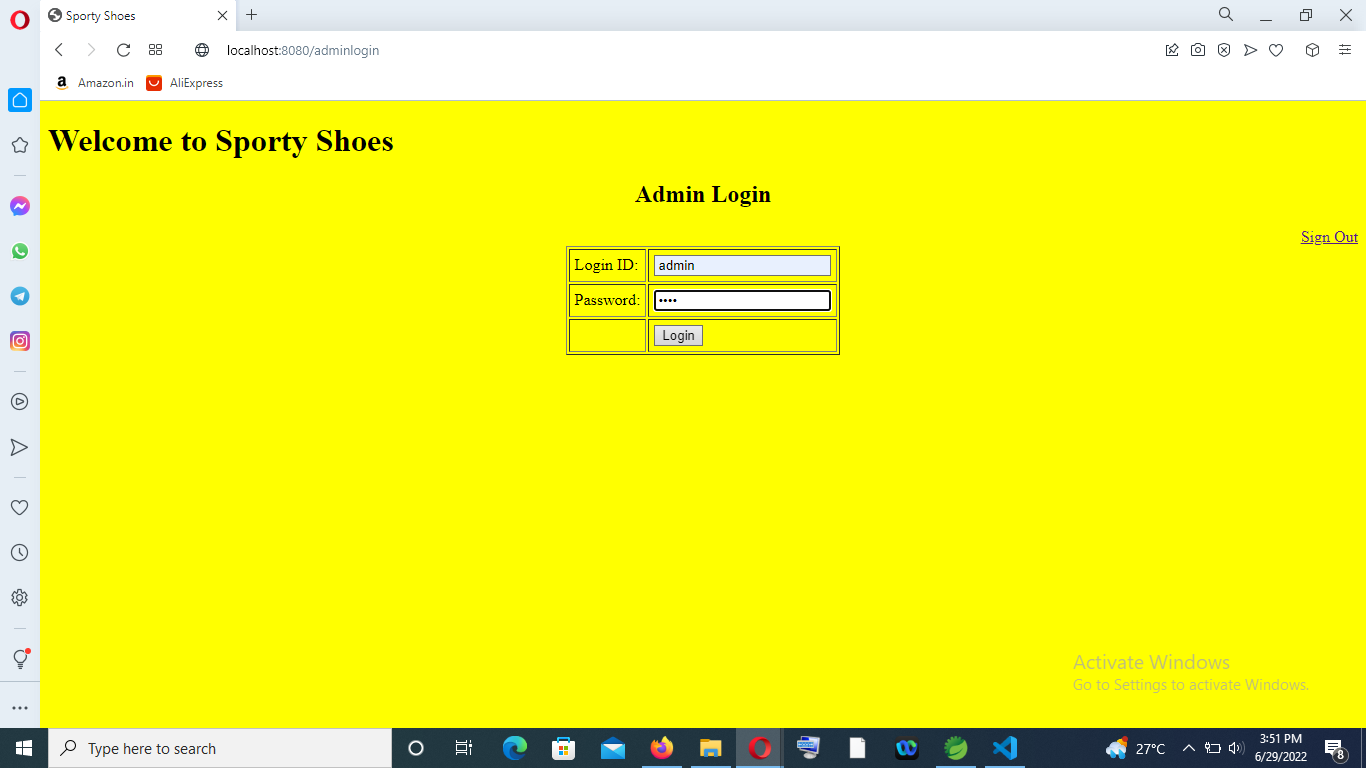 Sporty Shoes
localhost:8080/adminlogin
Amazon.in AliExpress
Welcome to Sporty Shoes
Admin Login
Sign Out
Login ID: admin
Password: ••••
Login
Activate Windows
Go to Settings to activate Windows.
Type here to search
27°C
3:51 PM
6/29/2022
8